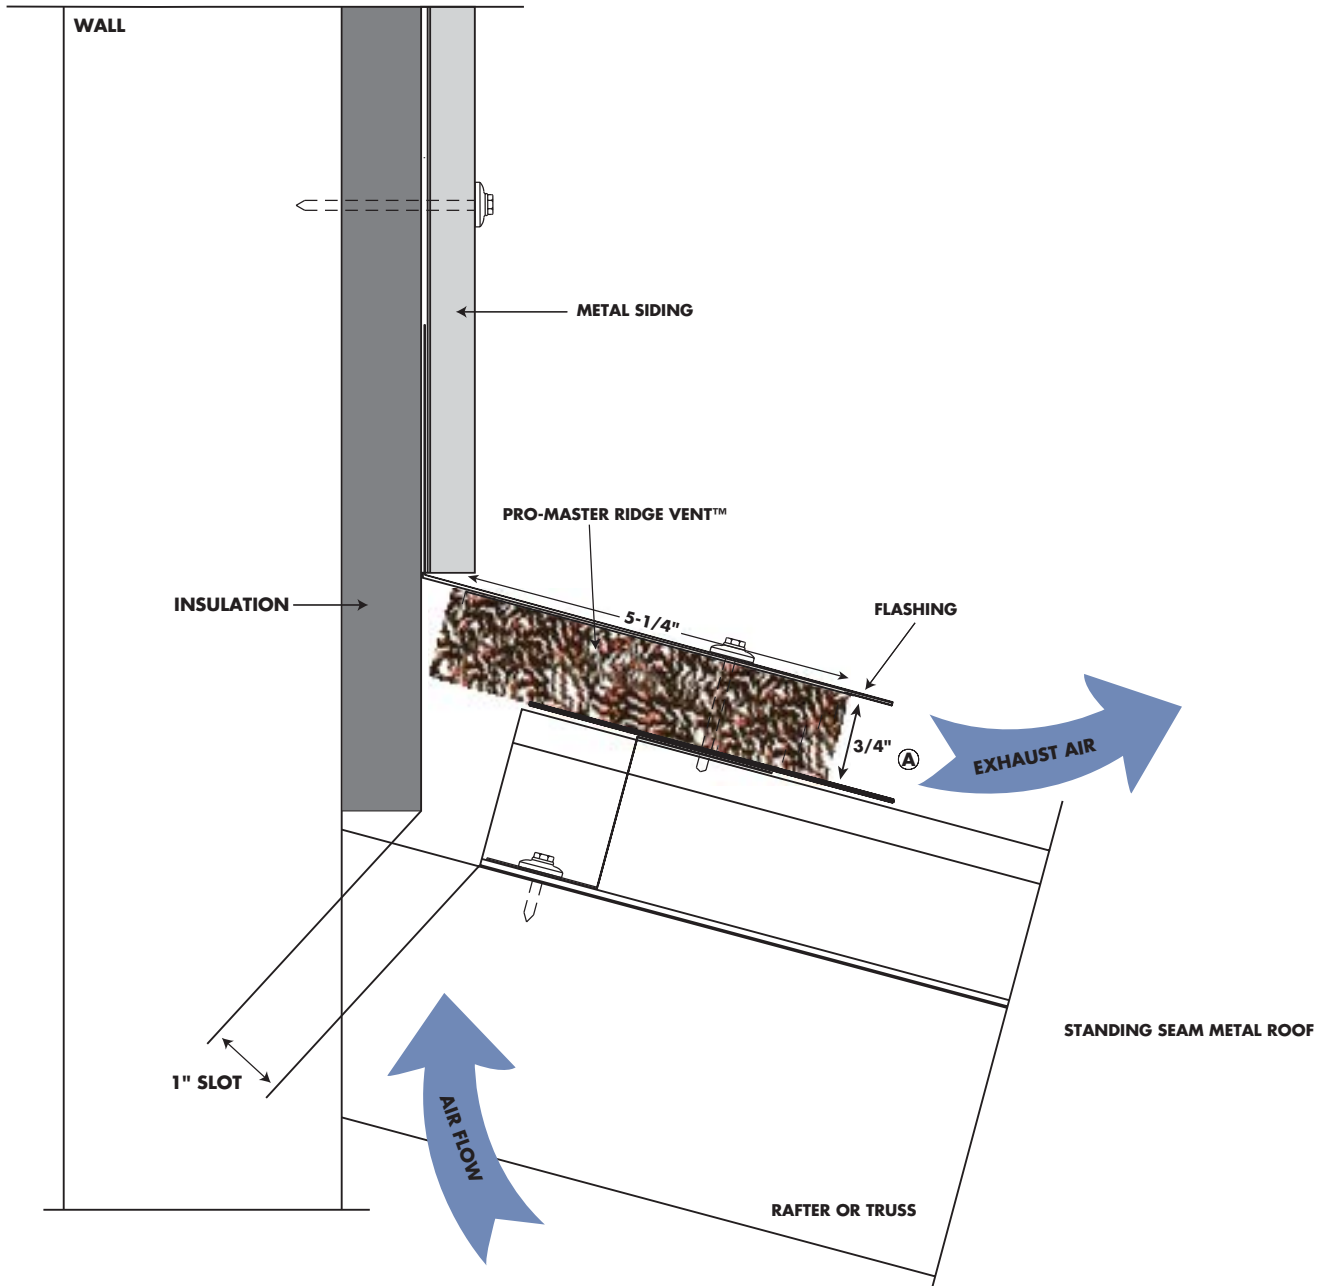 WALL
METAL SIDING
PRO-MASTER RIDGE VENT™
INSULATION
5-1/4"
FLASHING
3/4"
A
EXHAUST AIR
STANDING SEAM METAL ROOF
1" SLOT
AIR FLOW
RAFTER OR TRUSS